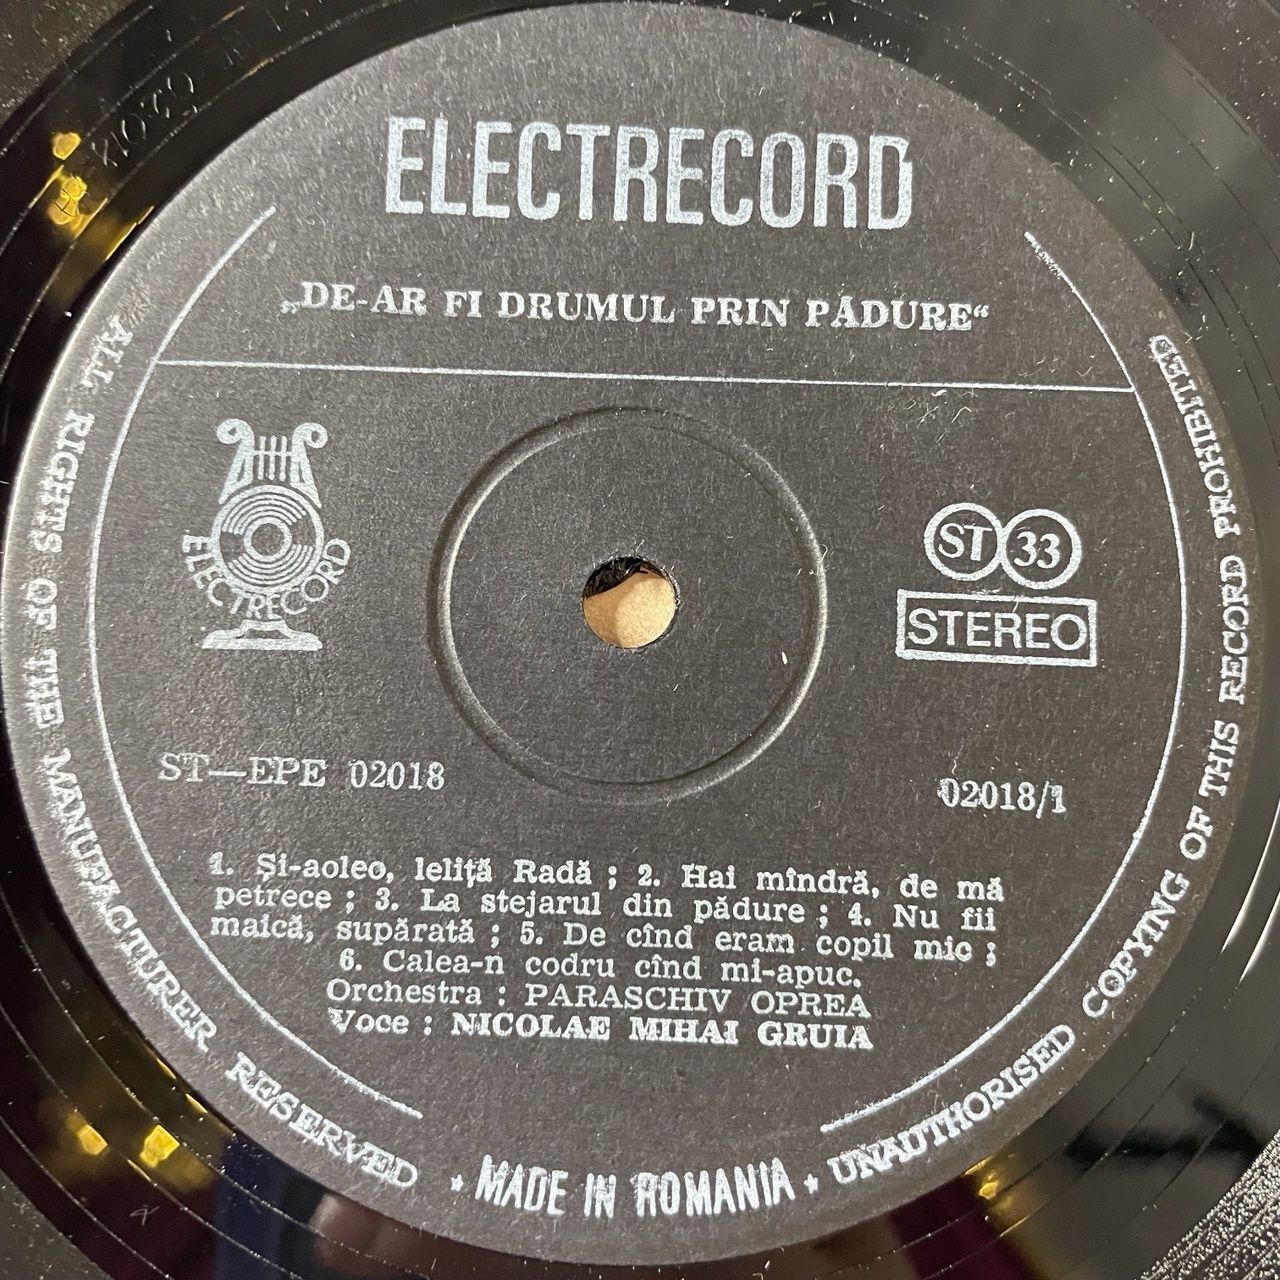 ELECTRECORD
„DE-AR FI DRUMUL PRIN PĂDURE“
ELECTRECORD
ST 33
STEREO
ST—EPE 02018
02018/1
1. Și-aoleo, leliță Radă ; 2. Hai mîndră, de mă
petrece ; 3. La stejarul din pădure ; 4. Nu fii
maică, supărată ; 5. De cînd eram copil mic ;
6. Calea-n codru cînd mi-apuc.
Orchestra : PARASCHIV OPREA
Voce : NICOLAE MIHAI GRUIA
ALL RIGHTS OF THE MANUFACTURER RESERVED
* MADE IN ROMANIA *
UNAUTHORISED COPYING OF THIS RECORD PROHIBITED